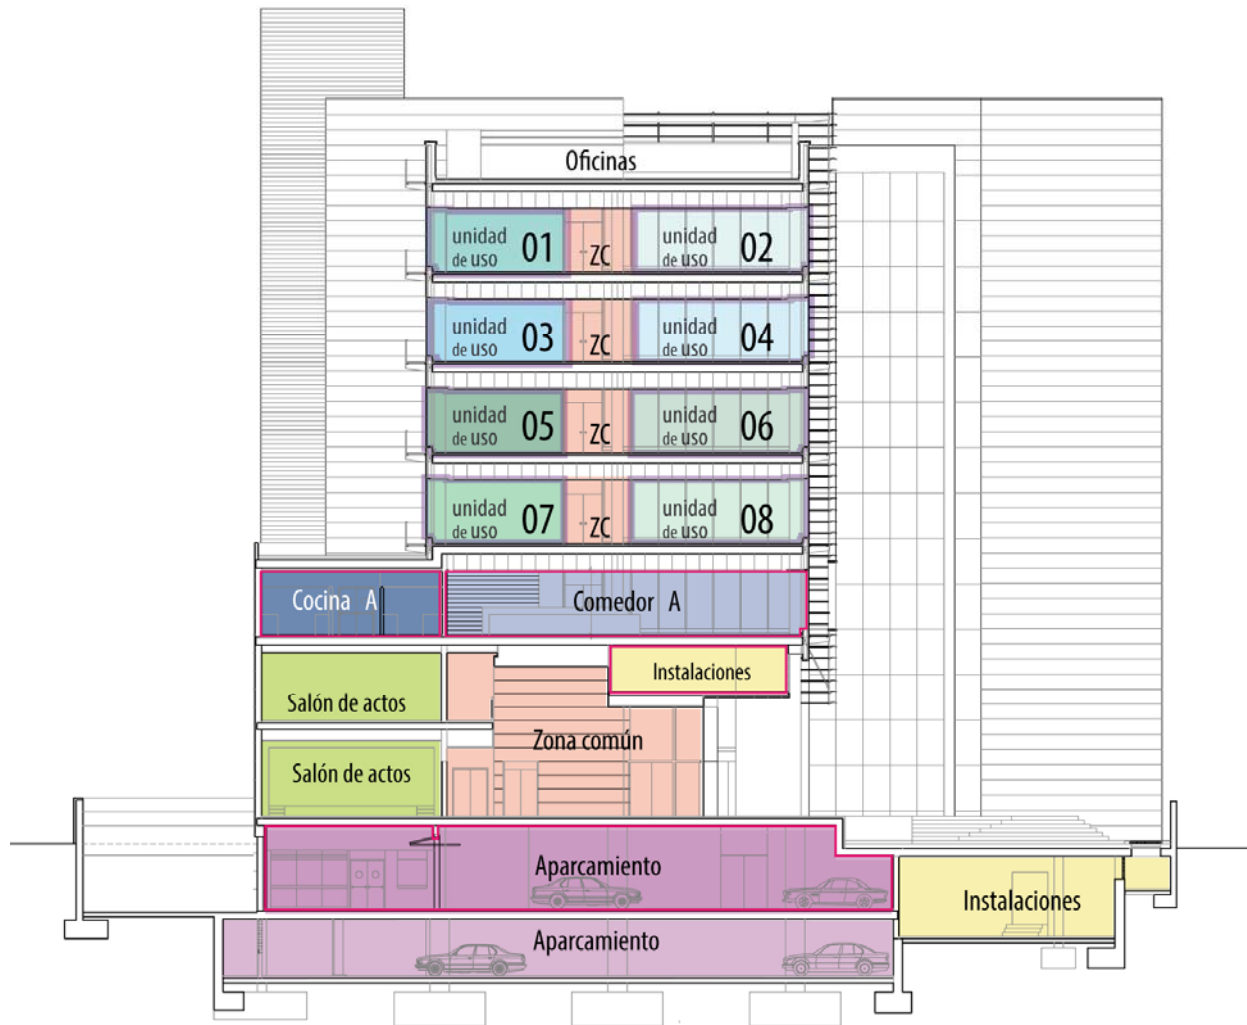 Oficinas
unidad
de uso 01
ZC
unidad
de uso 02
unidad
de uso 03
ZC
unidad
de uso 04
unidad
de uso 05
ZC
unidad
de uso 06
unidad
de uso 07
ZC
unidad
de uso 08
Cocina A
Comedor A
Instalaciones
Salón de actos
Zona común
Salón de actos
Aparcamiento
Instalaciones
Aparcamiento